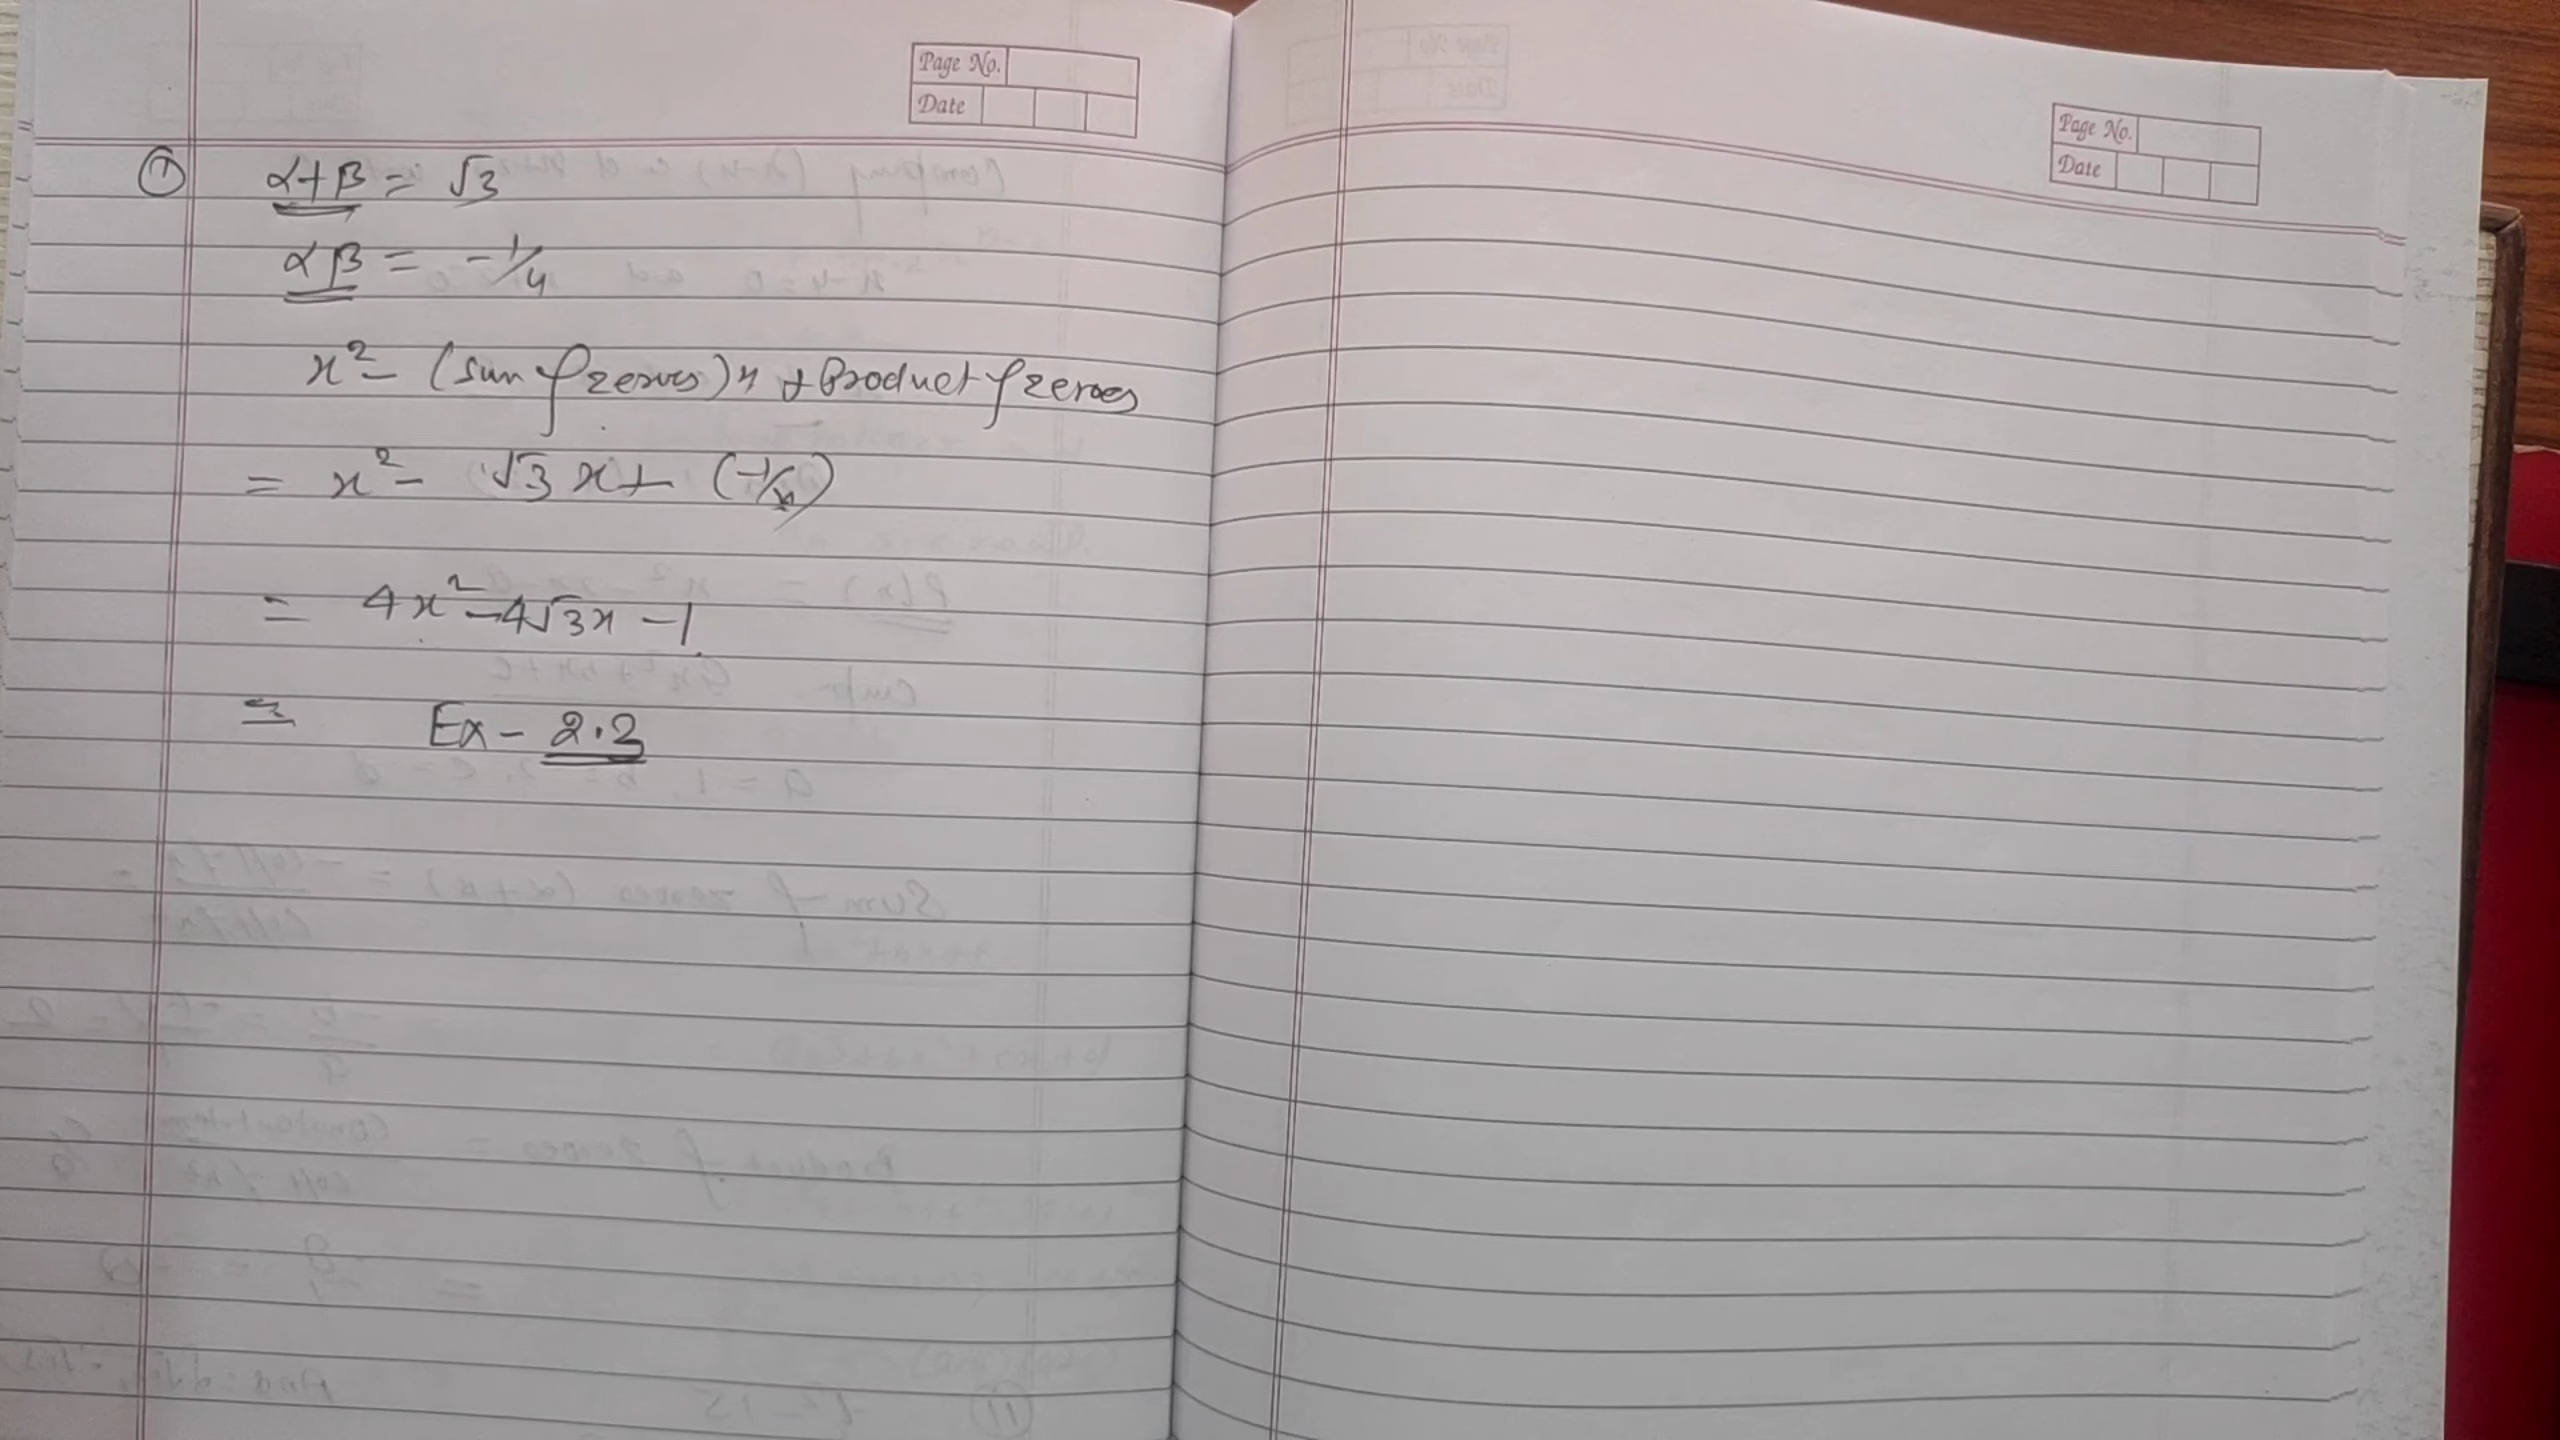 Page No.
Date
① α+β = √3
αβ = -1/4
x² - (sum of zeroes)x + Product of zeroes
= x² - √3 x + (-1/4)
= 4x² - 4√3x - 1
= Ex - 2.2
Page No.
Date